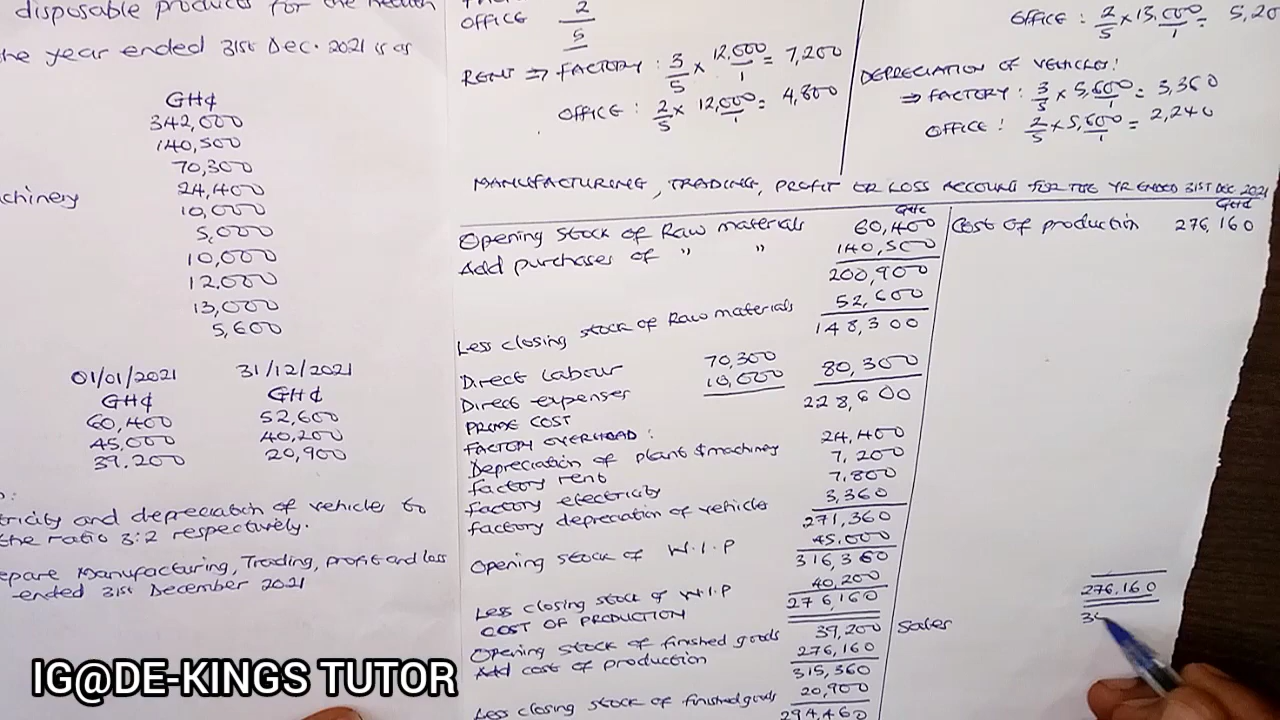 disposable products for the health
the year ended 31st Dec. 2021 is as
GH¢
342,000
140,500
70,300
24,400
achinery
10,000
5,000
10,000
12,000
13,000
5,600
01/01/2021 31/12/2021
GH¢ GH¢
60,400 52,600
45,000 40,200
39,200 20,900
tricity and depreciation of vehicles to
the ratio 3:2 respectively.
epare Manufacturing, Trading, profit and loss
ended 31st December 2021
OFFICE 2/5
RENT ⇒ FACTORY : 3/5 × 12,000/1 = 7,200
OFFICE : 2/5 × 12,000/1 = 4,800
OFFICE : 2/5 × 13,000/1 = 5,20
DEPRECIATION OF VEHICLES!
⇒ FACTORY : 3/5 × 5,600/1 = 3,360
OFFICE ! 2/5 × 5,600/1 = 2,240
MANUFACTURING, TRADING, PROFIT OR LOSS ACCOUNT FOR THE YR ENDED 31ST DEC 2021
GH¢ GH¢
Opening stock of Raw materials 60,400 Cost of production 276,160
Add purchases of " " 140,500
200,900
Less closing stock of Raw materials 52,600
148,300
Direct Labour 70,300
Direct expenses 10,000 80,300
PRIME COST 228,600
FACTORY OVERHEAD :
Depreciation of plant & machinery 24,400
factory rent 7,200
factory electricity 7,800
factory depreciation of vehicle 3,360
271,360
Opening stock of W.I.P 45,000
316,360
Less closing stock of W.I.P 40,200
COST OF PRODUCTION 276,160 276,160
Opening stock of finished goods 39,200 Sales 3
Add cost of production 276,160
315,360
Less closing stock of finished goods 20,900
294,460
IG@DE-KINGS TUTOR